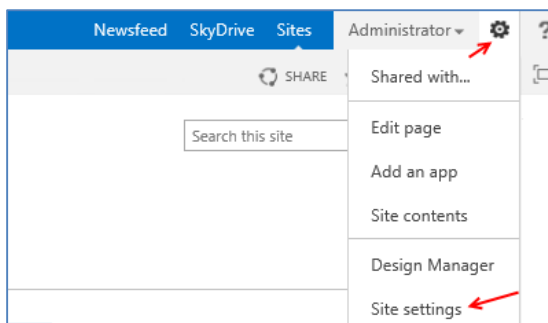 Newsfeed SkyDrive Sites Administrator ?
SHARE Shared with...
Search this site Edit page
Add an app
Site contents
Design Manager
Site settings